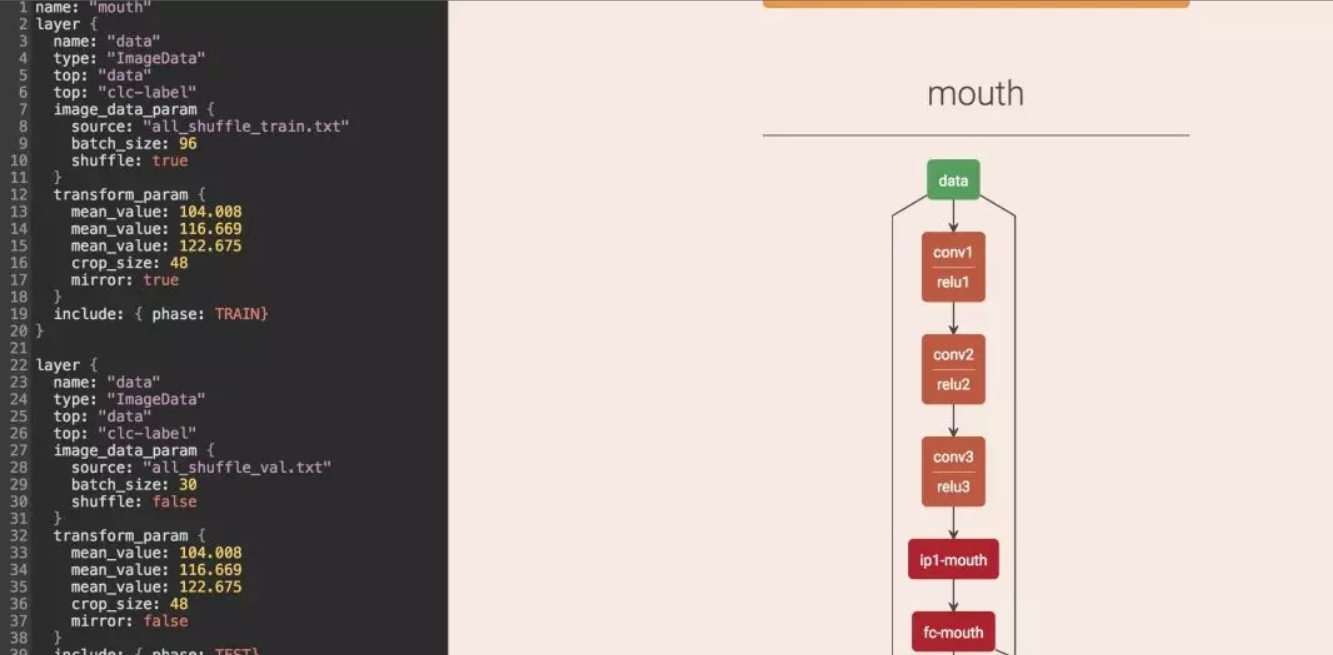 1 name: "mouth"
2 layer {
3 name: "data"
4 type: "ImageData"
5 top: "data"
6 top: "clc-label"
7 image_data_param {
8 source: "all_shuffle_train.txt"
9 batch_size: 96
10 shuffle: true
11 }
12 transform_param {
13 mean_value: 104.008
14 mean_value: 116.669
15 mean_value: 122.675
16 crop_size: 48
17 mirror: true
18 }
19 include: { phase: TRAIN}
20 }
21
22 layer {
23 name: "data"
24 type: "ImageData"
25 top: "data"
26 top: "clc-label"
27 image_data_param {
28 source: "all_shuffle_val.txt"
29 batch_size: 30
30 shuffle: false
31 }
32 transform_param {
33 mean_value: 104.008
34 mean_value: 116.669
35 mean_value: 122.675
36 crop_size: 48
37 mirror: false
38 }
39 include: { phase: TEST}
mouth
data
conv1
relu1
conv2
relu2
conv3
relu3
ip1-mouth
fc-mouth